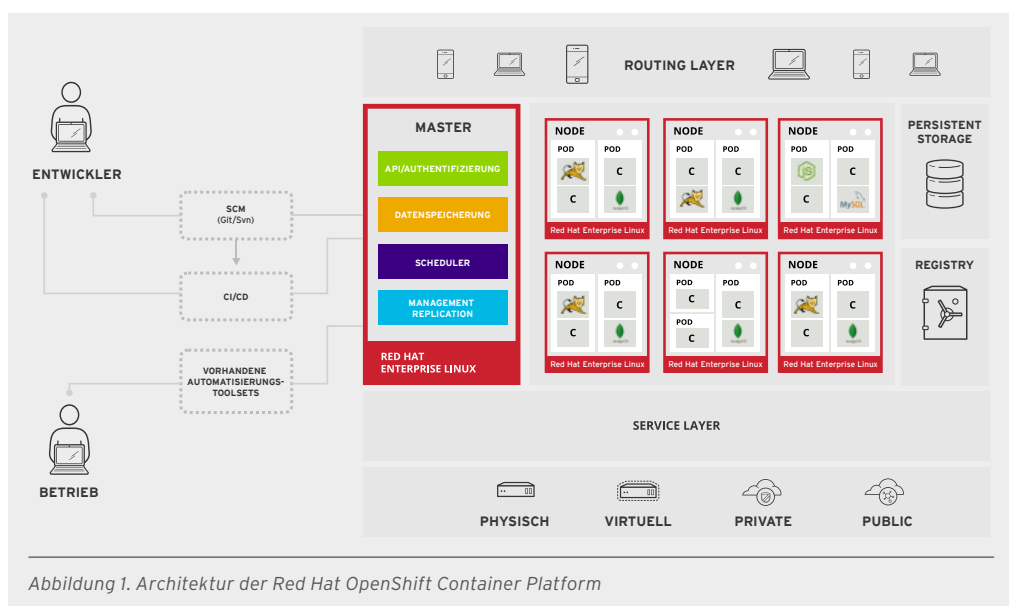 ROUTING LAYER
ENTWICKLER
SCM
(Git/Svn)
CI/CD
VORHANDENE
AUTOMATISIERUNGS-
TOOLSETS
BETRIEB
MASTER
API/AUTHENTIFIZIERUNG
DATENSPEICHERUNG
SCHEDULER
MANAGEMENT
REPLICATION
RED HAT
ENTERPRISE LINUX
NODE
POD POD
C
C
Red Hat Enterprise Linux
NODE
POD POD
C C
Red Hat Enterprise Linux
NODE
POD POD
JS C
C MySQL
Red Hat Enterprise Linux
NODE
POD POD
C
C
Red Hat Enterprise Linux
NODE
POD POD
C C
POD
C
Red Hat Enterprise Linux
NODE
POD POD
C
C
Red Hat Enterprise Linux
PERSISTENT
STORAGE
REGISTRY
SERVICE LAYER
PHYSISCH VIRTUELL PRIVATE PUBLIC
Abbildung 1. Architektur der Red Hat OpenShift Container Platform